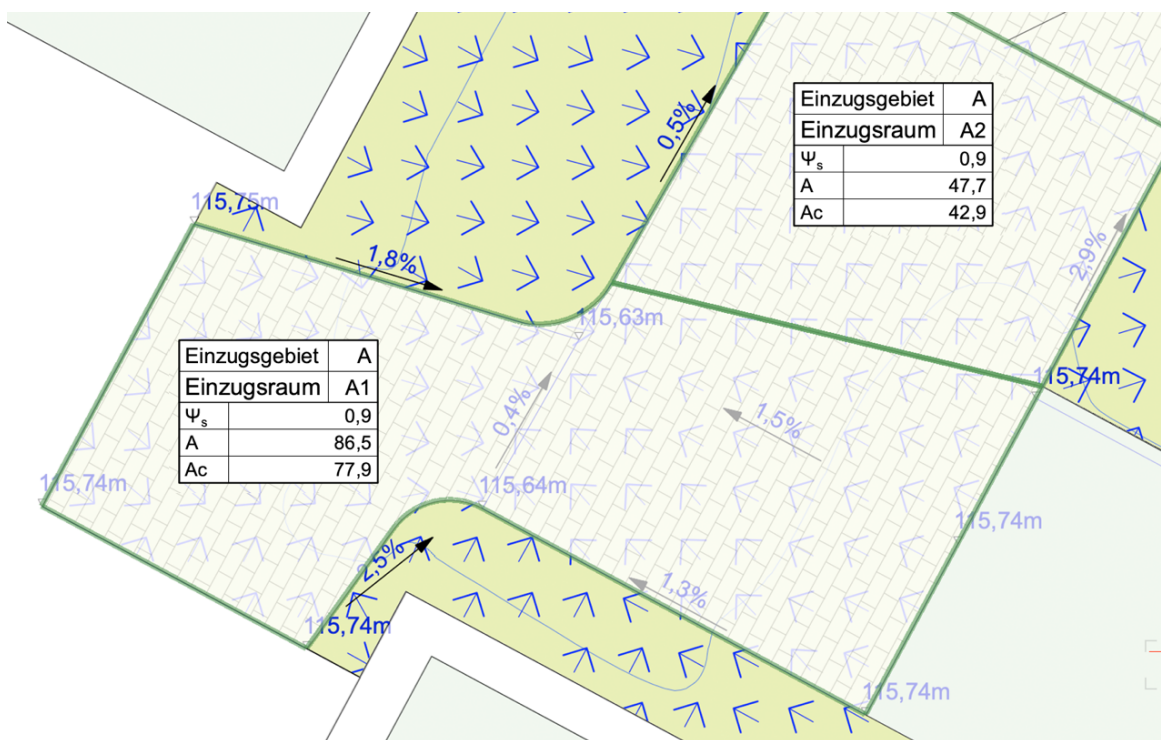 Einzugsgebiet A
Einzugsraum A2
Ψs 0,9
A 47,7
Ac 42,9
0,5%
115,75m
1,8%
2,9%
115,63m
115,74m
Einzugsgebiet A
Einzugsraum A1
Ψs 0,9
A 86,5
Ac 77,9
0,4%
1,5%
115,74m
115,64m
115,74m
2,5%
1,3%
115,74m
115,74m